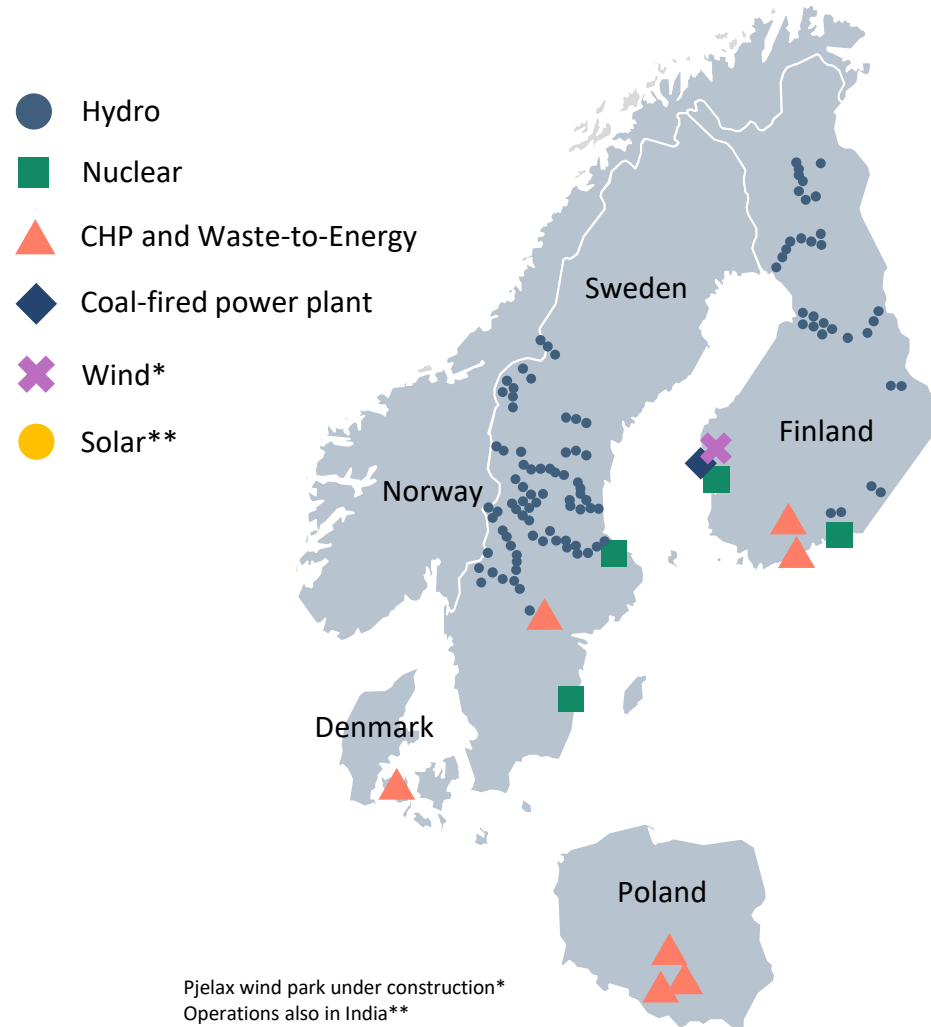 Hydro
Nuclear
CHP and Waste-to-Energy
Coal-fired power plant
Wind*
Solar**
Sweden
Finland
Norway
Denmark
Poland
Pjelax wind park under construction*
Operations also in India**